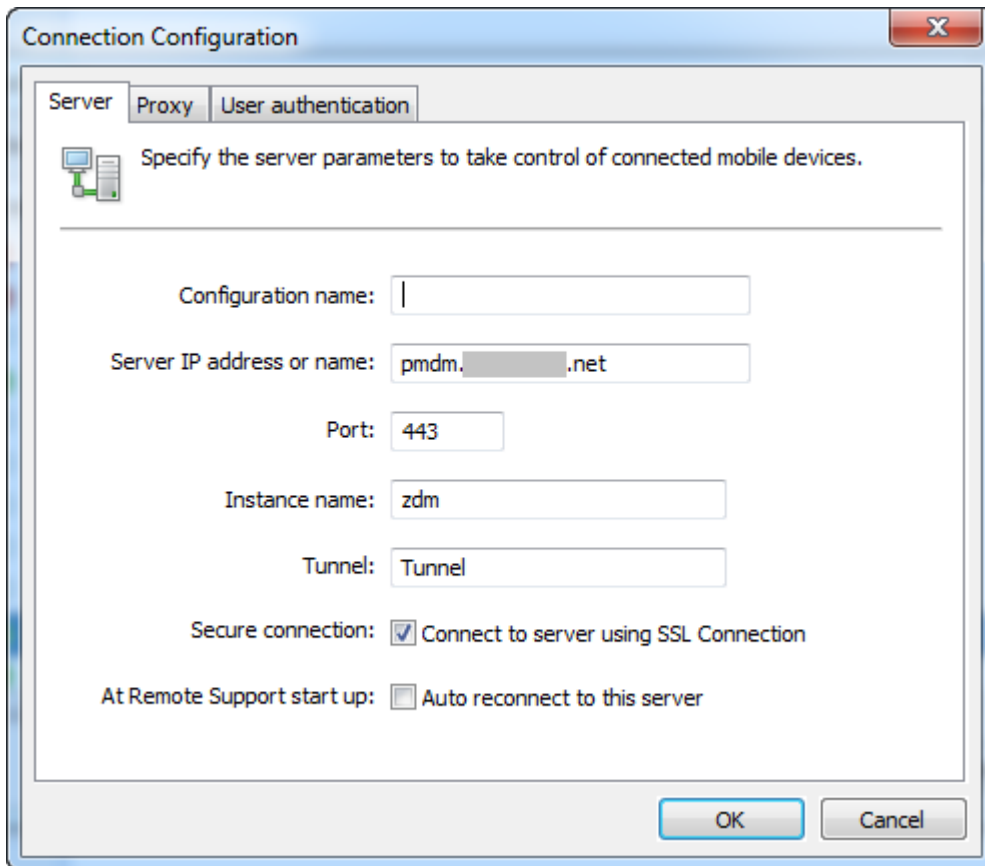 Connection Configuration
Server Proxy User authentication
Specify the server parameters to take control of connected mobile devices.
Configuration name:
Server IP address or name: pmdm. .net
Port: 443
Instance name: zdm
Tunnel: Tunnel
Secure connection: Connect to server using SSL Connection
At Remote Support start up: Auto reconnect to this server
OK Cancel